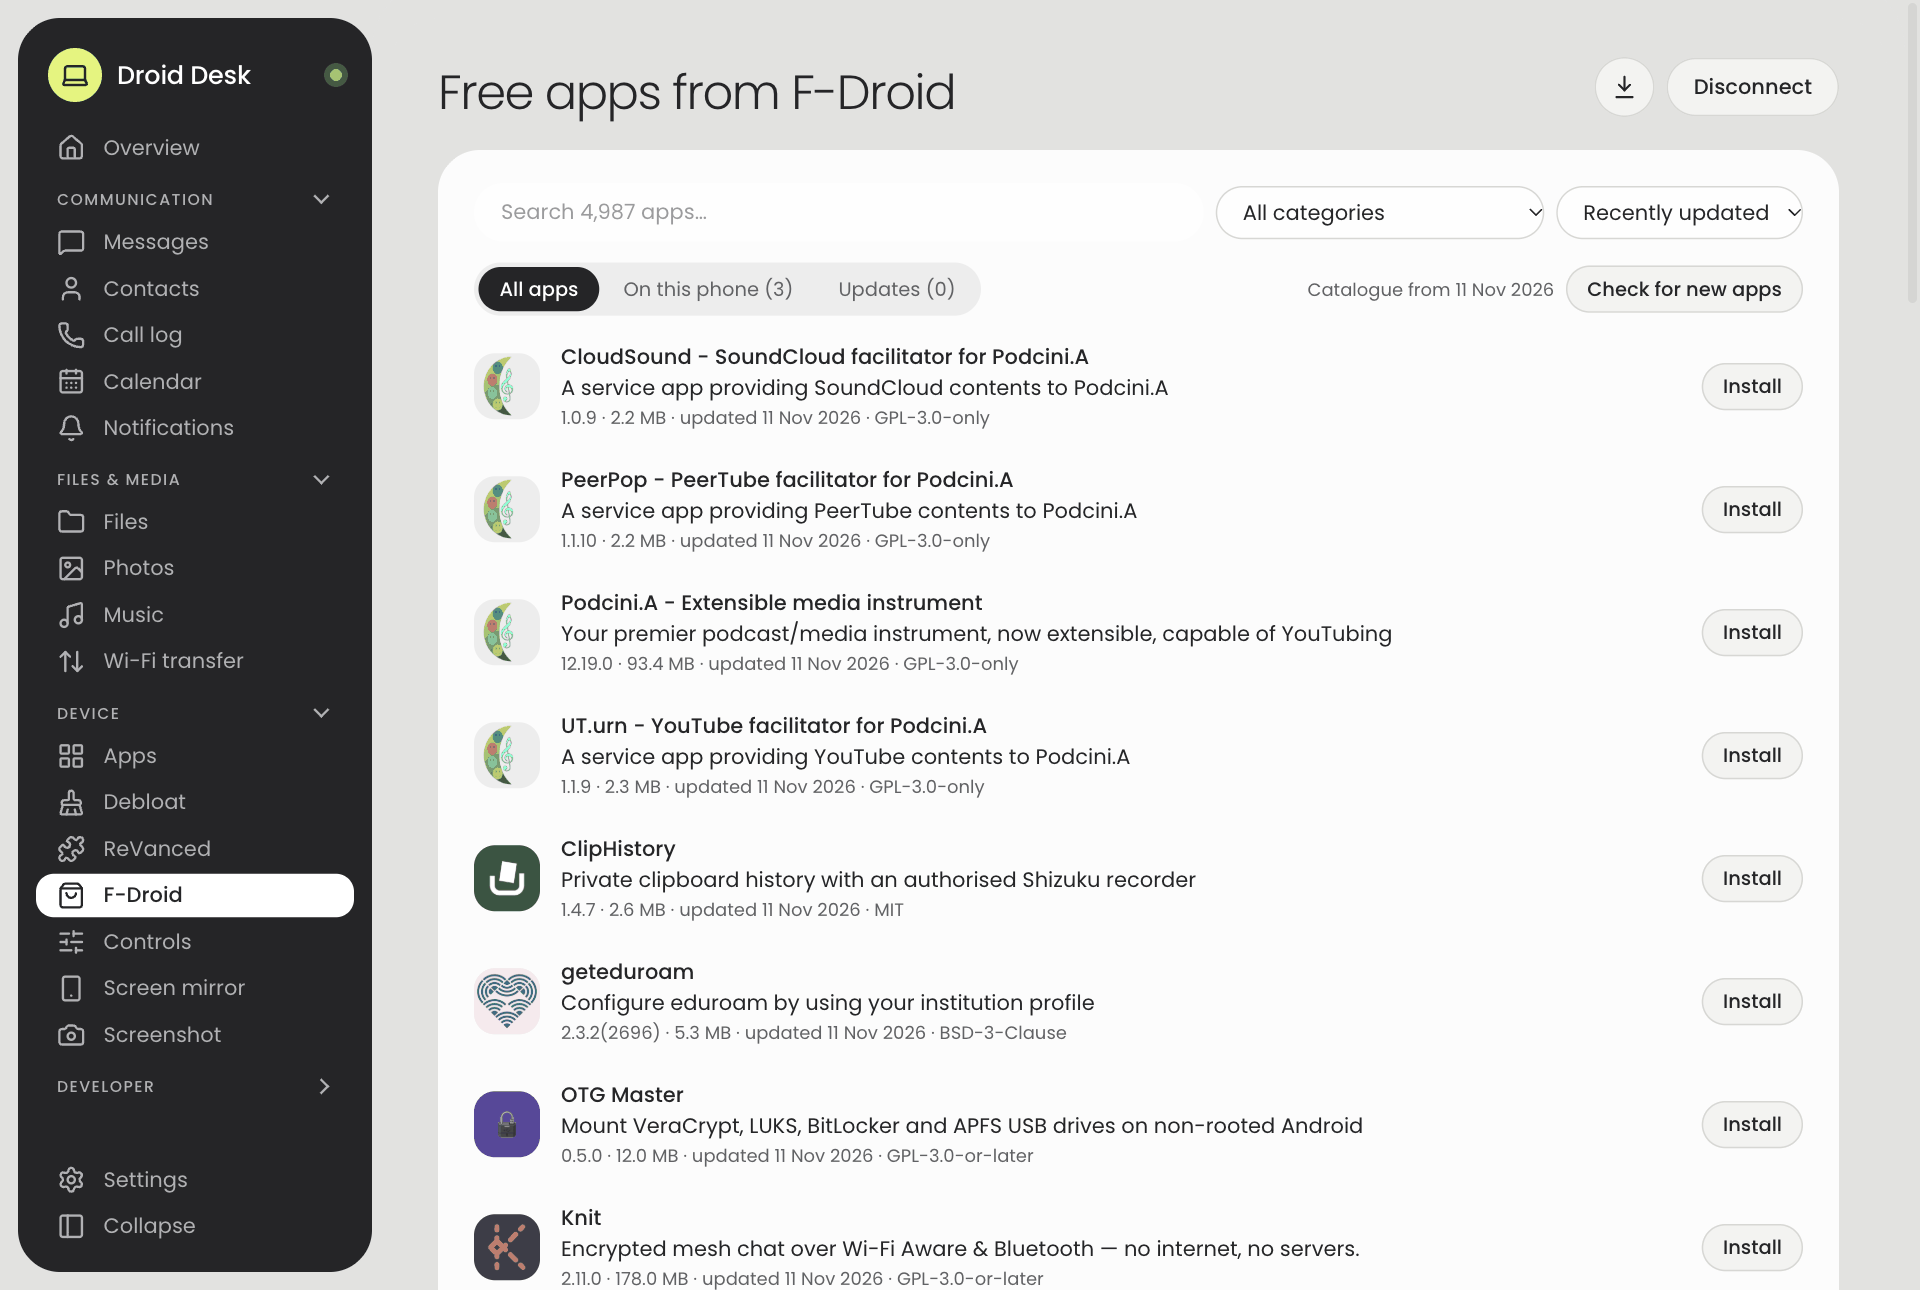 Droid Desk
Overview
COMMUNICATION
Messages
Contacts
Call log
Calendar
Notifications
FILES & MEDIA
Files
Photos
Music
Wi-Fi transfer
DEVICE
Apps
Debloat
ReVanced
F-Droid
Controls
Screen mirror
Screenshot
DEVELOPER
Settings
Collapse
Free apps from F-Droid
Disconnect
Search 4,987 apps...
All categories
Recently updated
All apps
On this phone (3)
Updates (0)
Catalogue from 11 Nov 2026
Check for new apps
CloudSound - SoundCloud facilitator for Podcini.A
A service app providing SoundCloud contents to Podcini.A
1.0.9 · 2.2 MB · updated 11 Nov 2026 · GPL-3.0-only
Install
PeerPop - PeerTube facilitator for Podcini.A
A service app providing PeerTube contents to Podcini.A
1.1.10 · 2.2 MB · updated 11 Nov 2026 · GPL-3.0-only
Install
Podcini.A - Extensible media instrument
Your premier podcast/media instrument, now extensible, capable of YouTubing
12.19.0 · 93.4 MB · updated 11 Nov 2026 · GPL-3.0-only
Install
UT.urn - YouTube facilitator for Podcini.A
A service app providing YouTube contents to Podcini.A
1.1.9 · 2.3 MB · updated 11 Nov 2026 · GPL-3.0-only
Install
ClipHistory
Private clipboard history with an authorised Shizuku recorder
1.4.7 · 2.6 MB · updated 11 Nov 2026 · MIT
Install
geteduroam
Configure eduroam by using your institution profile
2.3.2(2696) · 5.3 MB · updated 11 Nov 2026 · BSD-3-Clause
Install
OTG Master
Mount VeraCrypt, LUKS, BitLocker and APFS USB drives on non-rooted Android
0.5.0 · 12.0 MB · updated 11 Nov 2026 · GPL-3.0-or-later
Install
Knit
Encrypted mesh chat over Wi-Fi Aware & Bluetooth — no internet, no servers.
2.11.0 · 178.0 MB · updated 11 Nov 2026 · GPL-3.0-or-later
Install